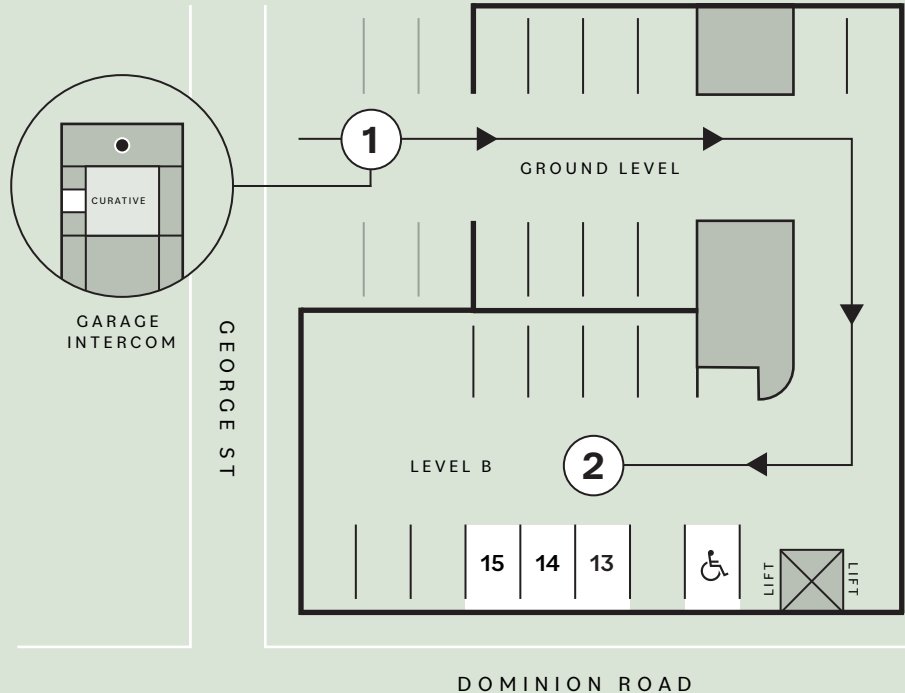 1
GROUND LEVEL
CURATIVE
GARAGE
INTERCOM
GEORGE ST
LEVEL B
2
15
14
13
LIFT
LIFT
DOMINION ROAD